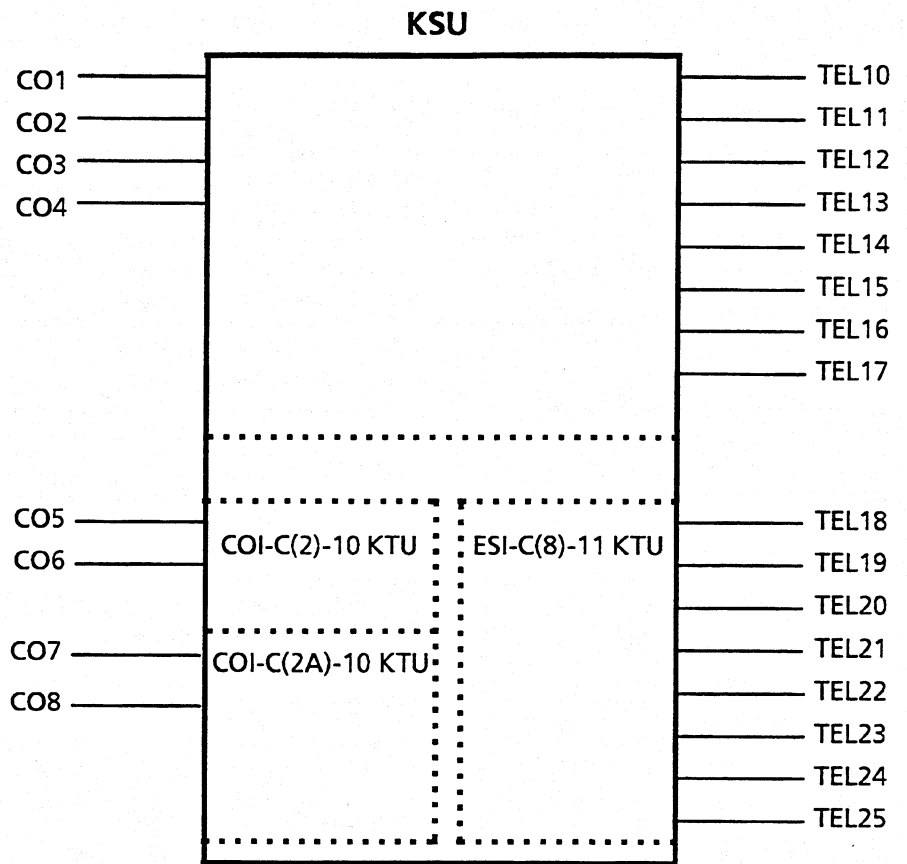 KSU
CO1
CO2
CO3
CO4
TEL10
TEL11
TEL12
TEL13
TEL14
TEL15
TEL16
TEL17
CO5
CO6
COI-C(2)-10 KTU
ESI-C(8)-11 KTU
CO7
CO8
COI-C(2A)-10 KTU
TEL18
TEL19
TEL20
TEL21
TEL22
TEL23
TEL24
TEL25